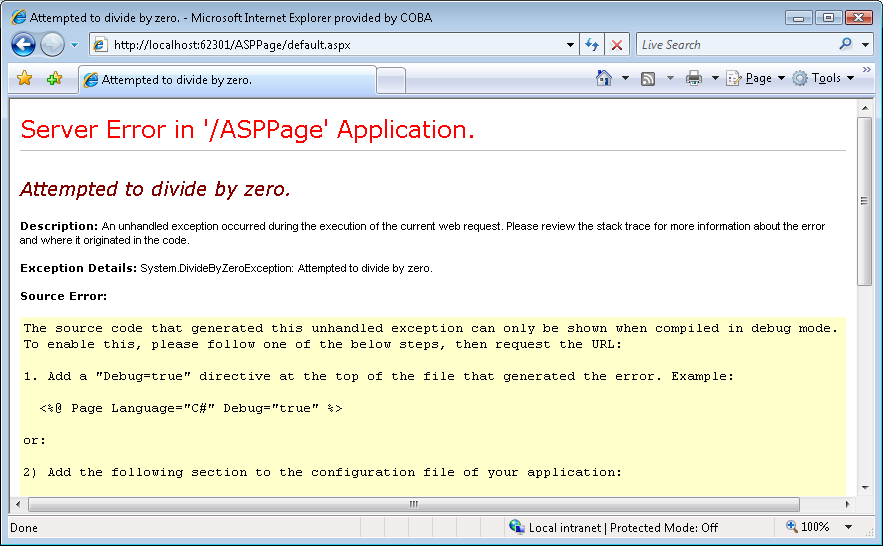 Attempted to divide by zero. - Microsoft Internet Explorer provided by COBA
http://localhost:62301/ASPPage/default.aspx
Live Search
Attempted to divide by zero.
Page
Tools
Server Error in '/ASPPage' Application.
Attempted to divide by zero.
Description: An unhandled exception occurred during the execution of the current web request. Please review the stack trace for more information about the error
and where it originated in the code.
Exception Details: System.DivideByZeroException: Attempted to divide by zero.
Source Error:
The source code that generated this unhandled exception can only be shown when compiled in debug mode.
To enable this, please follow one of the below steps, then request the URL:
1. Add a "Debug=true" directive at the top of the file that generated the error. Example:
<%@ Page Language="C#" Debug="true" %>
or:
2) Add the following section to the configuration file of your application:
Done
Local intranet | Protected Mode: Off
100%